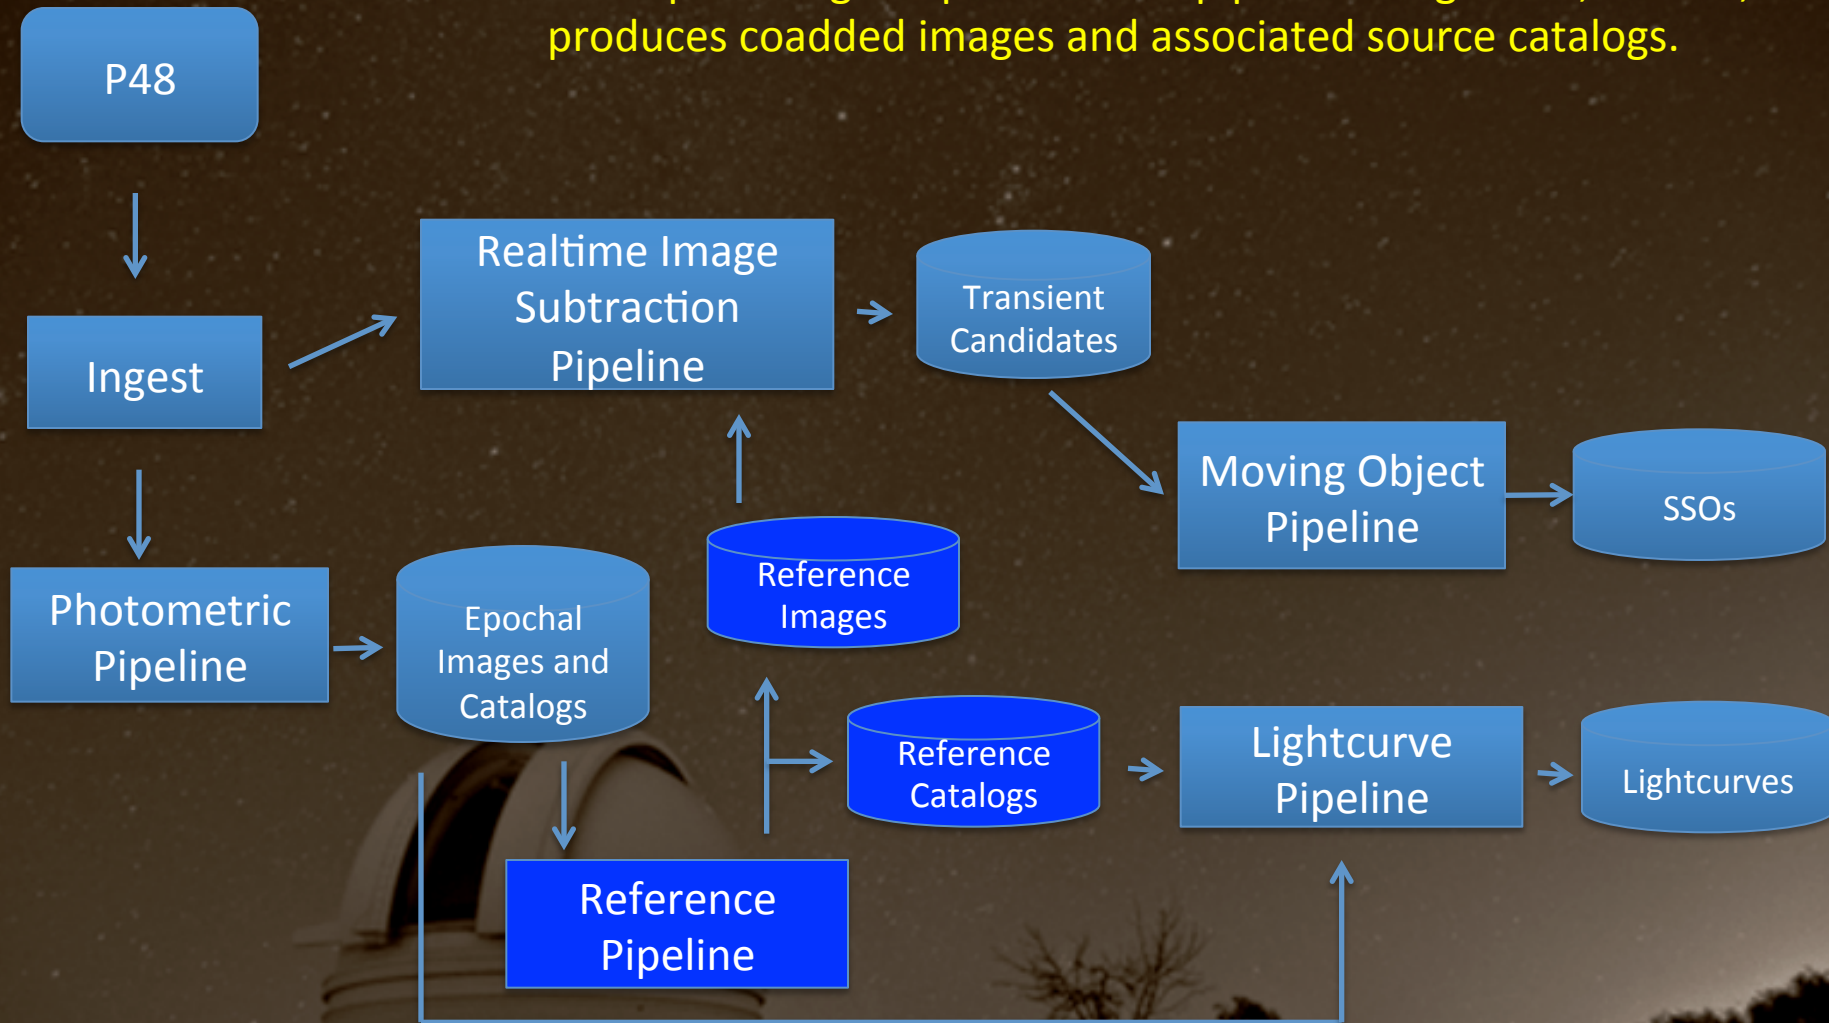 produces coadded images and associated source catalogs.
P48
Realtime Image
Subtraction
Pipeline
Transient
Candidates
Ingest
Moving Object
Pipeline
SSOs
Reference
Images
Photometric
Pipeline
Epochal
Images and
Catalogs
Reference
Catalogs
Lightcurve
Pipeline
Lightcurves
Reference
Pipeline